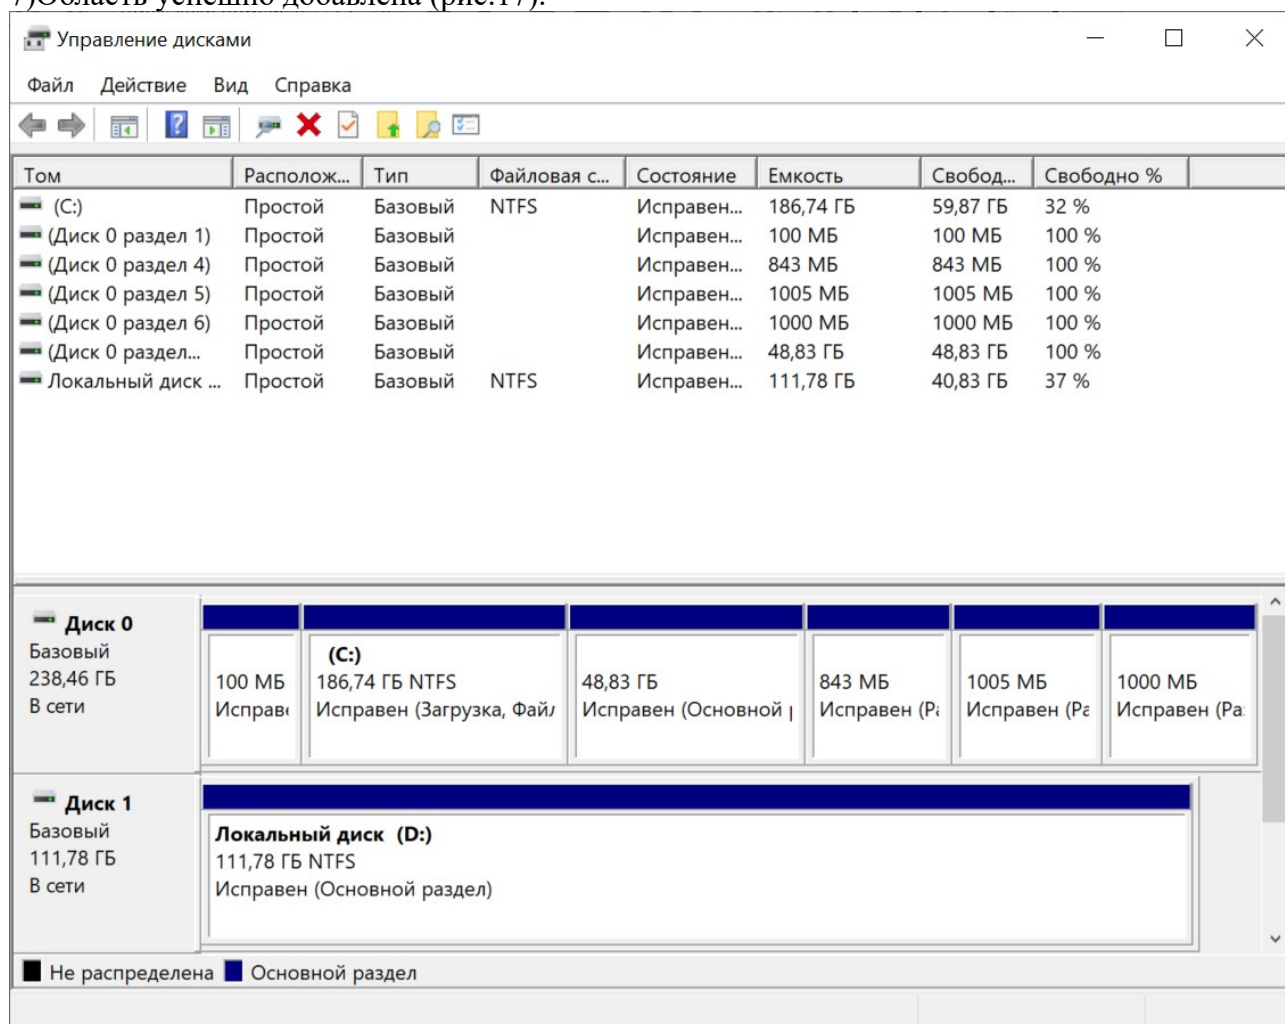 7)Область успешно добавлена (рис.17).
Управление дисками
Файл Действие Вид Справка
Том Располож... Тип Файловая с... Состояние Емкость Свобод... Свободно %
(C:) Простой Базовый NTFS Исправен... 186,74 ГБ 59,87 ГБ 32 %
(Диск 0 раздел 1) Простой Базовый Исправен... 100 МБ 100 МБ 100 %
(Диск 0 раздел 4) Простой Базовый Исправен... 843 МБ 843 МБ 100 %
(Диск 0 раздел 5) Простой Базовый Исправен... 1005 МБ 1005 МБ 100 %
(Диск 0 раздел 6) Простой Базовый Исправен... 1000 МБ 1000 МБ 100 %
(Диск 0 раздел... Простой Базовый Исправен... 48,83 ГБ 48,83 ГБ 100 %
Локальный диск ... Простой Базовый NTFS Исправен... 111,78 ГБ 40,83 ГБ 37 %
Диск 0
Базовый
238,46 ГБ
В сети
100 МБ
Исправ
(C:)
186,74 ГБ NTFS
Исправен (Загрузка, Фай
48,83 ГБ
Исправен (Основной
843 МБ
Исправен (Р
1005 МБ
Исправен (Ра
1000 МБ
Исправен (Ра
Диск 1
Базовый
111,78 ГБ
В сети
Локальный диск (D:)
111,78 ГБ NTFS
Исправен (Основной раздел)
Не распределена Основной раздел